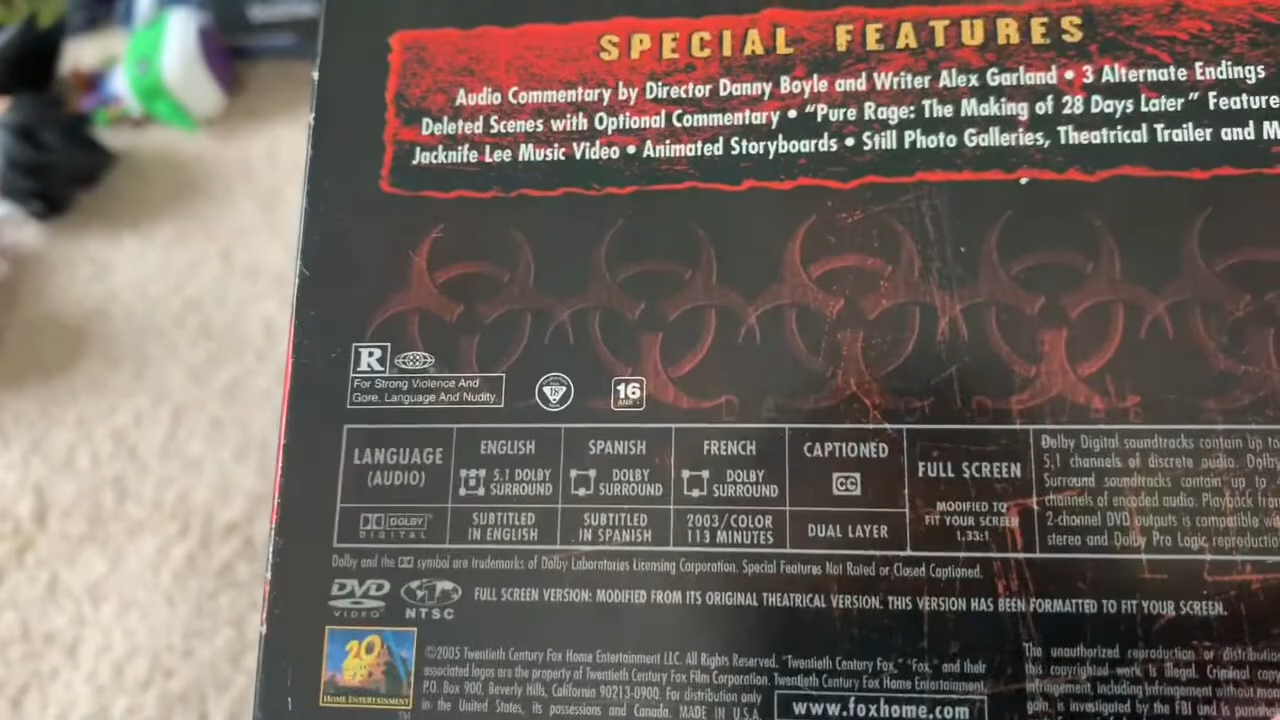 SPECIAL FEATURES
Audio Commentary by Director Danny Boyle and Writer Alex Garland • 3 Alternate Endings
Deleted Scenes with Optional Commentary • "Pure Rage: The Making of 28 Days Later" Feature
Jacknife Lee Music Video • Animated Storyboards • Still Photo Galleries, Theatrical Trailer and M
R
For Strong Violence And
Gore, Language And Nudity.
18
16
ANS +
LANGUAGE
(AUDIO)
DOLBY
DIGITAL
ENGLISH
5.1 DOLBY
SURROUND
SUBTITLED
IN ENGLISH
SPANISH
DOLBY
SURROUND
SUBTITLED
IN SPANISH
FRENCH
DOLBY
SURROUND
2003/COLOR
113 MINUTES
CAPTIONED
CC
DUAL LAYER
FULL SCREEN
MODIFIED TO
FIT YOUR SCREEN
1.33:1
Dolby Digital soundtracks contain up to
5.1 channels of discrete audio. Dolby
Surround soundtracks contain up to
channels of encoded audio. Playback from
2-channel DVD outputs is compatible wi
stereo and Dolby Pro Logic reproductio
Dolby and the symbol are trademarks of Dolby Laboratories Licensing Corporation. Special Features Not Rated or Closed Captioned.
DVD
VIDEO
NTSC
FULL SCREEN VERSION: MODIFIED FROM ITS ORIGINAL THEATRICAL VERSION. THIS VERSION HAS BEEN FORMATTED TO FIT YOUR SCREEN.
20
HOME ENTERTAINMENT
TM
©2005 Twentieth Century Fox Home Entertainment LLC. All Rights Reserved. "Twentieth Century Fox," "Fox," and their
associated logos are the property of Twentieth Century Fox Film Corporation. Twentieth Century Fox Home Entertainment
P.O. Box 900, Beverly Hills, California 90213-0900. For distribution only
in the United States, its possessions and Canada. MADE IN U.S.A.
www.foxhome.com
The unauthorized reproduction or distributio
this copyrighted work is illegal. Criminal copy
infringement, including infringement without mon
gain, is investigated by the FBI and is punishab